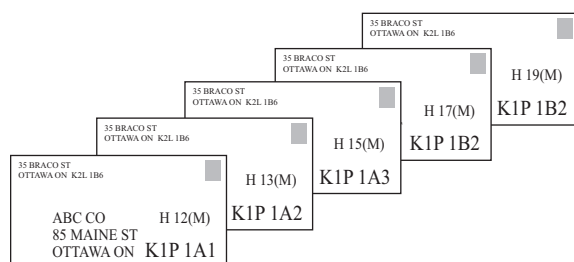 35 BRACO ST
OTTAWA ON K2L 1B6
H 19(M)
K1P 1B2
35 BRACO ST
OTTAWA ON K2L 1B6
H 17(M)
K1P 1B2
35 BRACO ST
OTTAWA ON K2L 1B6
H 15(M)
K1P 1A3
35 BRACO ST
OTTAWA ON K2L 1B6
H 13(M)
K1P 1A2
35 BRACO ST
OTTAWA ON K2L 1B6
ABC CO H 12(M)
85 MAINE ST
OTTAWA ON K1P 1A1